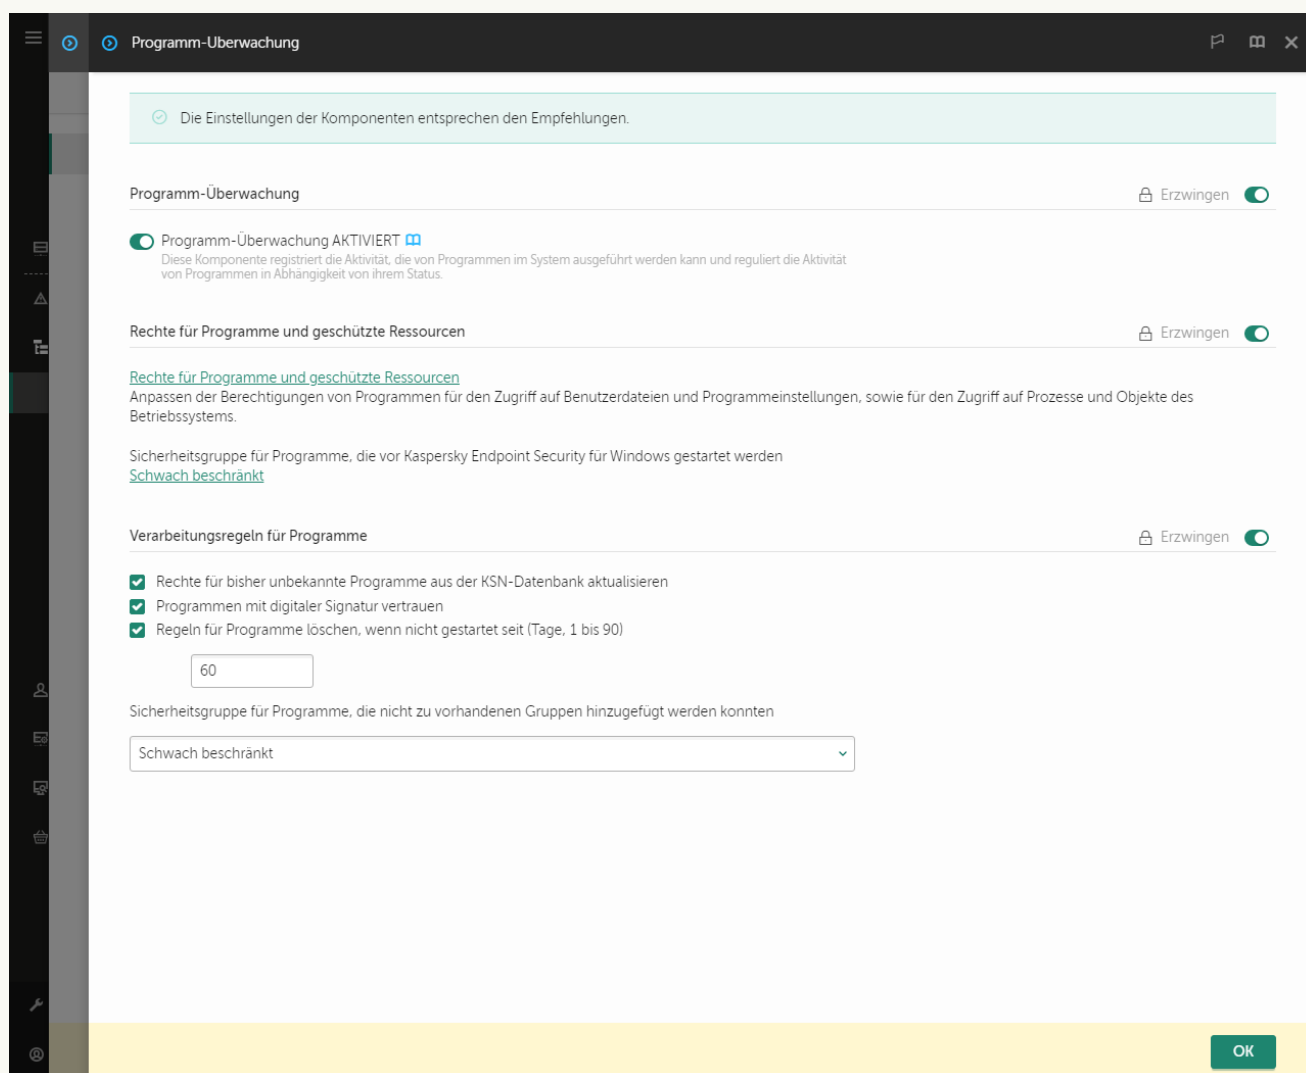 Programm-Uberwachung
Die Einstellungen der Komponenten entsprechen den Empfehlungen.
Programm-Überwachung
Erzwingen
Programm-Überwachung AKTIVIERT
Diese Komponente registriert die Aktivität, die von Programmen im System ausgeführt werden kann und reguliert die Aktivität
von Programmen in Abhängigkeit von ihrem Status.
Rechte für Programme und geschützte Ressourcen
Erzwingen
Rechte für Programme und geschützte Ressourcen
Anpassen der Berechtigungen von Programmen für den Zugriff auf Benutzerdateien und Programmeinstellungen, sowie für den Zugriff auf Prozesse und Objekte des
Betriebssystems.
Sicherheitsgruppe für Programme, die vor Kaspersky Endpoint Security für Windows gestartet werden
Schwach beschränkt
Verarbeitungsregeln für Programme
Erzwingen
Rechte für bisher unbekannte Programme aus der KSN-Datenbank aktualisieren
Programmen mit digitaler Signatur vertrauen
Regeln für Programme löschen, wenn nicht gestartet seit (Tage, 1 bis 90)
60
Sicherheitsgruppe für Programme, die nicht zu vorhandenen Gruppen hinzugefügt werden konnten
Schwach beschränkt
OK